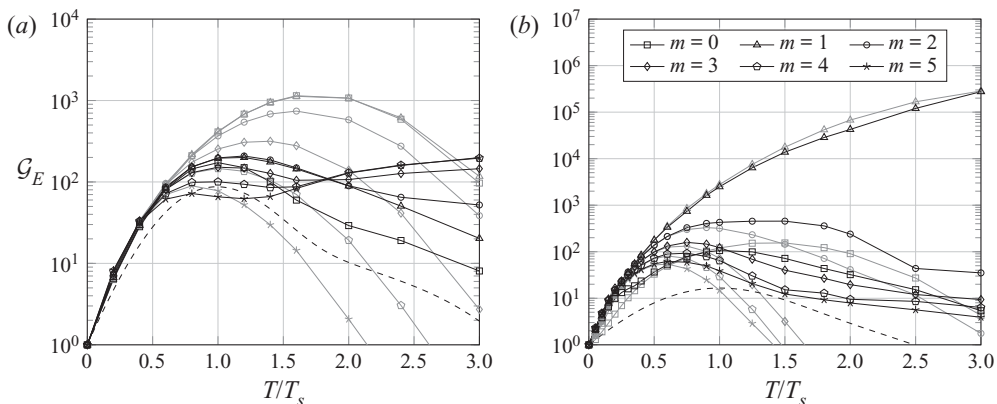 (a)
10^4
10^3
10^2
10^1
10^0
𝒢_E
0 0.5 1.0 1.5 2.0 2.5 3.0
T/T_s
(b)
10^7
10^6
10^5
10^4
10^3
10^2
10^1
10^0
m = 0 m = 1 m = 2
m = 3 m = 4 m = 5
0 0.5 1.0 1.5 2.0 2.5 3.0
T/T_s